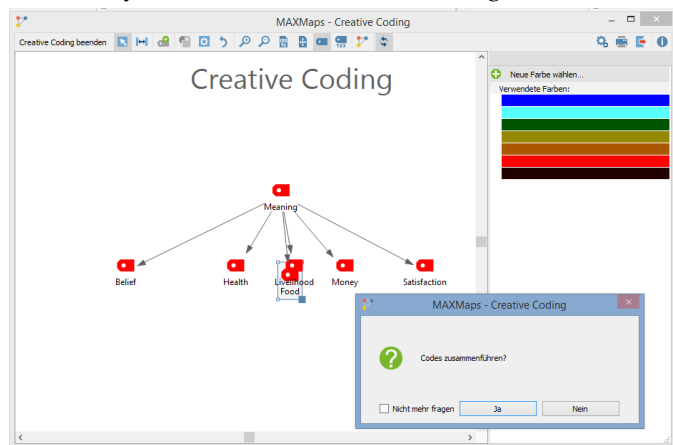 MAXMaps - Creative Coding
Creative Coding beenden
Creative Coding
Neue Farbe wählen...
Verwendete Farben:
Meaning
Belief
Health
Livelihood
Money
Satisfaction
Food
MAXMaps - Creative Coding
Codes zusammenführen?
Nicht mehr fragen
Ja
Nein